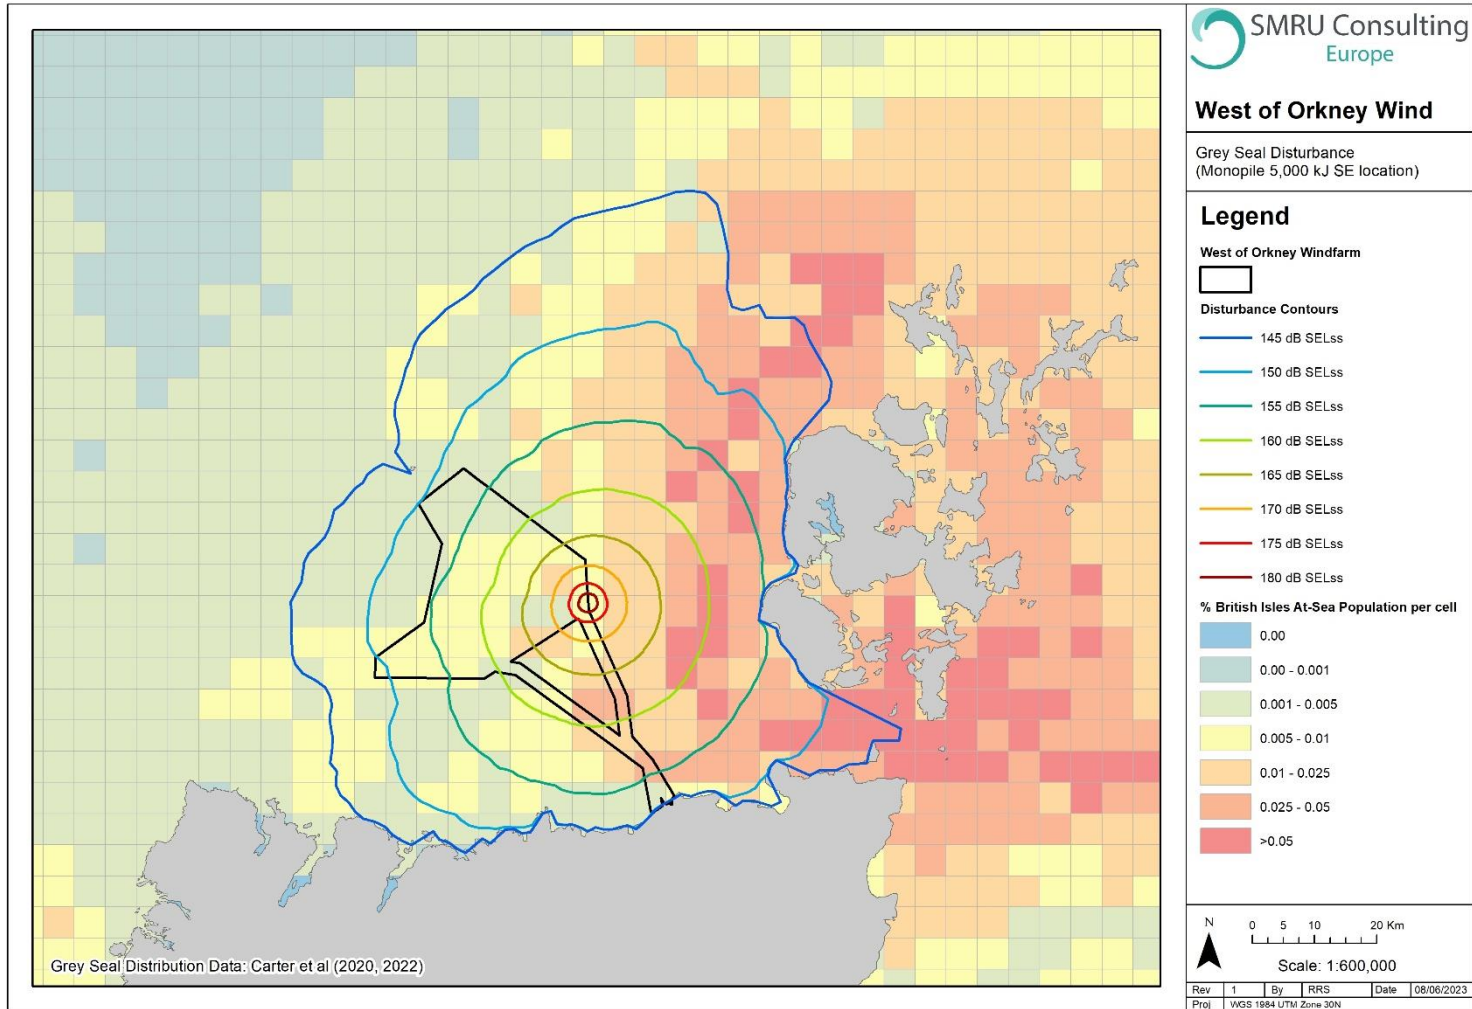 SMRU Consulting
Europe
West of Orkney Wind
Grey Seal Disturbance
(Monopile 5,000 kJ SE location)
Legend
West of Orkney Windfarm
Disturbance Contours
145 dB SELss
150 dB SELss
155 dB SELss
160 dB SELss
165 dB SELss
170 dB SELss
175 dB SELss
180 dB SELss
% British Isles At-Sea Population per cell
0.00
0.00 - 0.001
0.001 - 0.005
0.005 - 0.01
0.01 - 0.025
0.025 - 0.05
>0.05
N
0 5 10 20 Km
Scale: 1:600,000
Rev 1 By RRS Date 08/06/2023
Proj WGS 1984 UTM Zone 30N
Grey Seal Distribution Data: Carter et al (2020, 2022)